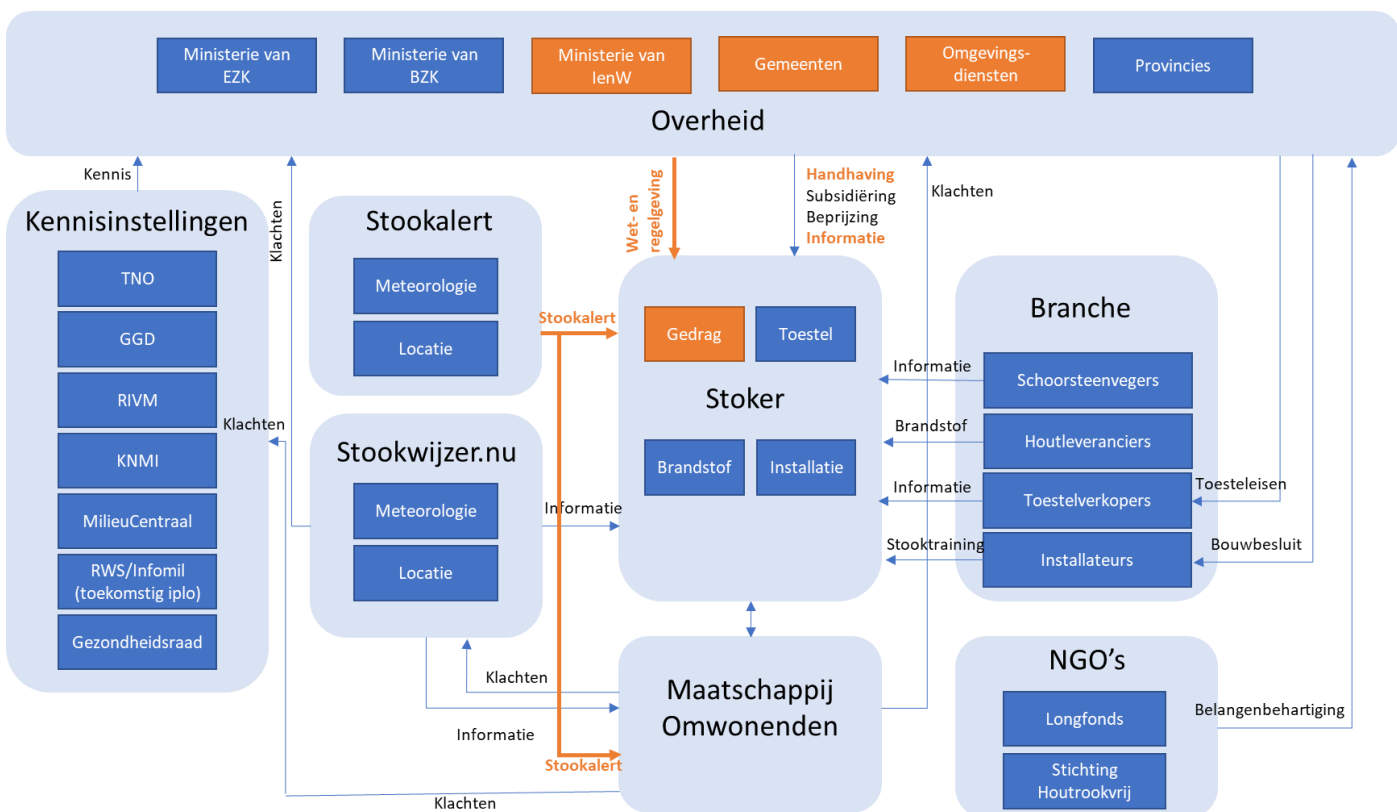 Ministerie van
EZK
Ministerie van
BZK
Ministerie van
IenW
Gemeenten
Omgevings-
diensten
Provincies
Overheid
Kennis
Klachten
Wet- en
regelgeving
Handhaving
Subsidiëring
Beprijzing
Informatie
Klachten
Kennisinstellingen
TNO
GGD
RIVM
KNMI
MilieuCentraal
RWS/Infomil
(toekomstig iplo)
Gezondheidsraad
Klachten
Stookalert
Meteorologie
Locatie
Stookalert
Stookwijzer.nu
Meteorologie
Locatie
Informatie
Gedrag
Toestel
Stoker
Brandstof
Installatie
Informatie
Brandstof
Informatie
Stooktraining
Branche
Schoorsteenvegers
Houtleveranciers
Toestelverkopers
Installateurs
Toesteleisen
Bouwbesluit
Klachten
Informatie
Stookalert
Klachten
Maatschappij
Omwonenden
NGO's
Longfonds
Stichting
Houtrookvrij
Belangenbehartiging